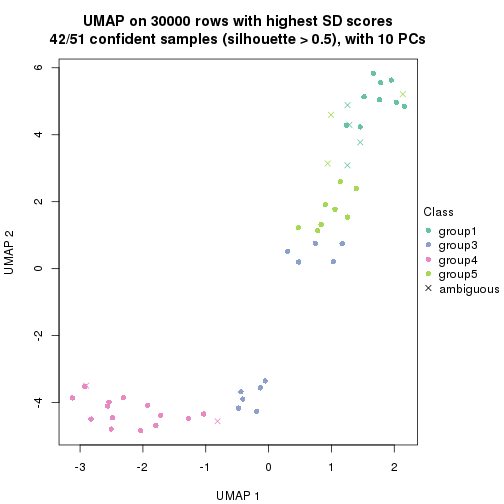 UMAP on 30000 rows with highest SD scores
42/51 confident samples (silhouette > 0.5), with 10 PCs
6
4
2
0
-2
-4
UMAP 2
-3
-2
-1
0
1
2
UMAP 1
Class
group1
group3
group4
group5
ambiguous